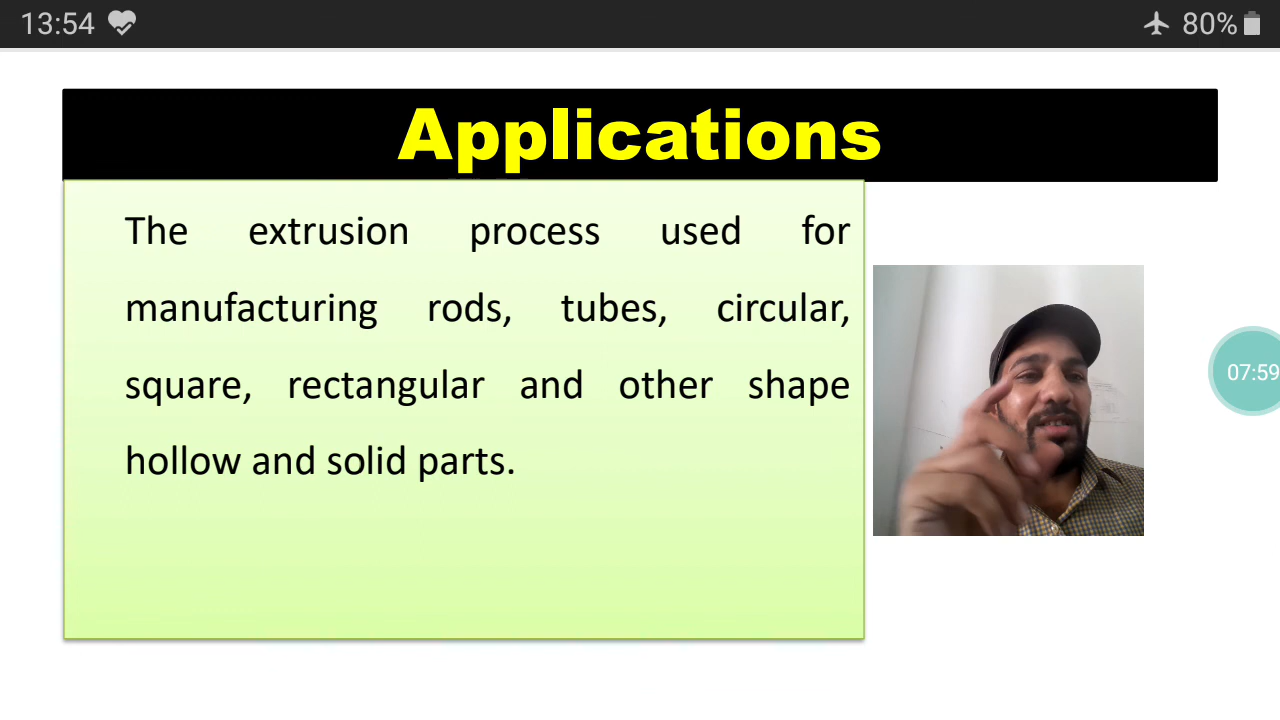 13:54
80%
Applications
The extrusion process used for
manufacturing rods, tubes, circular,
square, rectangular and other shape
hollow and solid parts.
07:59